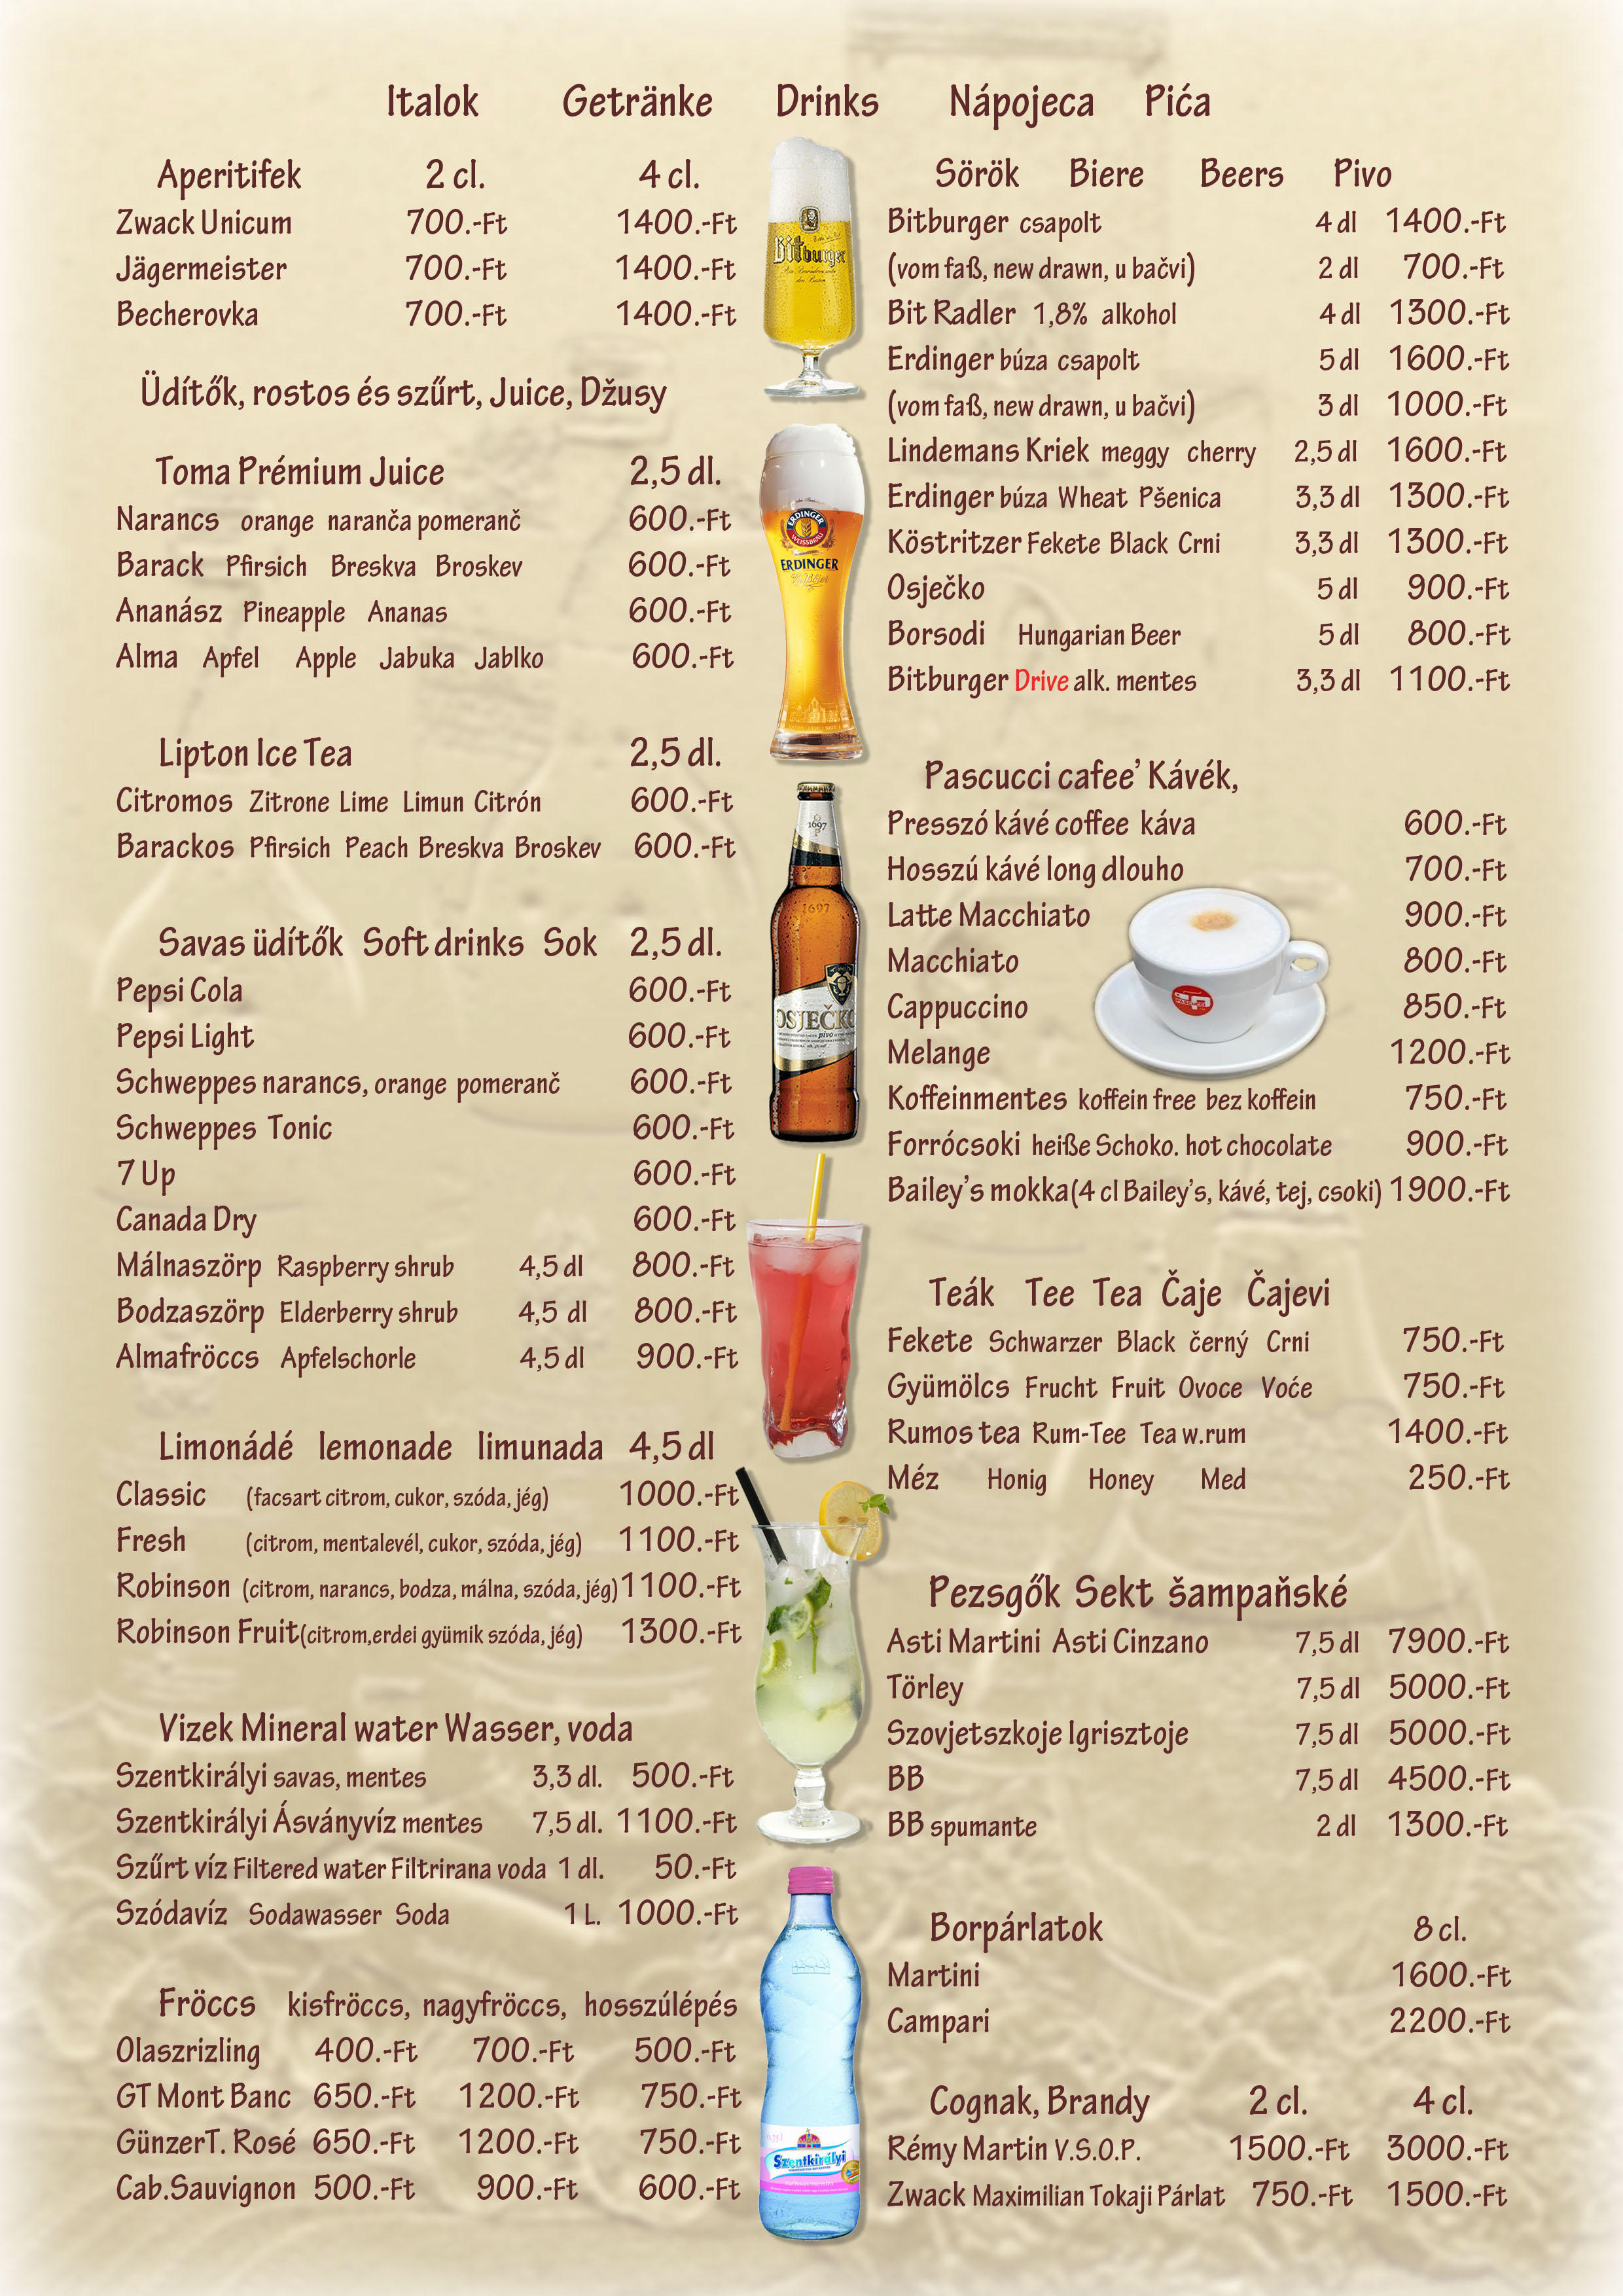 Italok Getränke Drinks Nápojeca Pića
Aperitifek 2 cl. 4 cl.
Zwack Unicum 700.-Ft 1400.-Ft
Jägermeister 700.-Ft 1400.-Ft
Becherovka 700.-Ft 1400.-Ft
Üdítők, rostos és szűrt, Juice, Džusy
Toma Prémium Juice 2,5 dl.
Narancs orange naranča pomeranč 600.-Ft
Barack Pfirsich Breskva Broskev 600.-Ft
Ananász Pineapple Ananas 600.-Ft
Alma Apfel Apple Jabuka Jablko 600.-Ft
Lipton Ice Tea 2,5 dl.
Citromos Zitrone Lime Limun Citrón 600.-Ft
Barackos Pfirsich Peach Breskva Broskev 600.-Ft
Savas üdítők Soft drinks Sok 2,5 dl.
Pepsi Cola 600.-Ft
Pepsi Light 600.-Ft
Schweppes narancs, orange pomeranč 600.-Ft
Schweppes Tonic 600.-Ft
7 Up 600.-Ft
Canada Dry 600.-Ft
Málnaszörp Raspberry shrub 4,5 dl 800.-Ft
Bodzaszörp Elderberry shrub 4,5 dl 800.-Ft
Almafröccs Apfelschorle 4,5 dl 900.-Ft
Limonádé lemonade limunada 4,5 dl
Classic (facsart citrom, cukor, szóda, jég) 1000.-Ft
Fresh (citrom, mentalevél, cukor, szóda, jég) 1100.-Ft
Robinson (citrom, narancs, bodza, málna, szóda, jég) 1100.-Ft
Robinson Fruit(citrom,erdei gyümik szóda, jég) 1300.-Ft
Vizek Mineral water Wasser, voda
Szentkirályi savas, mentes 3,3 dl. 500.-Ft
Szentkirályi Ásványvíz mentes 7,5 dl. 1100.-Ft
Szűrt víz Filtered water Filtrirana voda 1 dl. 50.-Ft
Szódavíz Sodawasser Soda 1 L. 1000.-Ft
Fröccs kisfröccs, nagyfröccs, hosszúlépés
Olaszrizling 400.-Ft 700.-Ft 500.-Ft
GT Mont Banc 650.-Ft 1200.-Ft 750.-Ft
GünzerT. Rosé 650.-Ft 1200.-Ft 750.-Ft
Cab.Sauvignon 500.-Ft 900.-Ft 600.-Ft
Bitburger
ERDINGER
WEISSBRÄU
ERDINGER
1697
1697
OSJEČKO
pivo
Szentkirályi
Sörök Biere Beers Pivo
Bitburger csapolt 4 dl 1400.-Ft
(vom faß, new drawn, u bačvi) 2 dl 700.-Ft
Bit Radler 1,8% alkohol 4 dl 1300.-Ft
Erdinger búza csapolt 5 dl 1600.-Ft
(vom faß, new drawn, u bačvi) 3 dl 1000.-Ft
Lindemans Kriek meggy cherry 2,5 dl 1600.-Ft
Erdinger búza Wheat Pšenica 3,3 dl 1300.-Ft
Köstritzer Fekete Black Crni 3,3 dl 1300.-Ft
Osječko 5 dl 900.-Ft
Borsodi Hungarian Beer 5 dl 800.-Ft
Bitburger Drive alk. mentes 3,3 dl 1100.-Ft
Pascucci cafee’ Kávék,
Presszó kávé coffee káva 600.-Ft
Hosszú kávé long dlouho 700.-Ft
Latte Macchiato 900.-Ft
Macchiato 800.-Ft
Cappuccino 850.-Ft
Melange 1200.-Ft
Koffeinmentes koffein free bez koffein 750.-Ft
Forrócsoki heiße Schoko. hot chocolate 900.-Ft
Bailey’s mokka(4 cl Bailey’s, kávé, tej, csoki) 1900.-Ft
Teák Tee Tea Čaje Čajevi
Fekete Schwarzer Black černý Crni 750.-Ft
Gyümölcs Frucht Fruit Ovoce Voće 750.-Ft
Rumos tea Rum-Tee Tea w.rum 1400.-Ft
Méz Honig Honey Med 250.-Ft
Pezsgők Sekt šampaňské
Asti Martini Asti Cinzano 7,5 dl 7900.-Ft
Törley 7,5 dl 5000.-Ft
Szovjetszkoje Igrisztoje 7,5 dl 5000.-Ft
BB 7,5 dl 4500.-Ft
BB spumante 2 dl 1300.-Ft
Borpárlatok 8 cl.
Martini 1600.-Ft
Campari 2200.-Ft
Cognak, Brandy 2 cl. 4 cl.
Rémy Martin V.S.O.P. 1500.-Ft 3000.-Ft
Zwack Maximilian Tokaji Párlat 750.-Ft 1500.-Ft